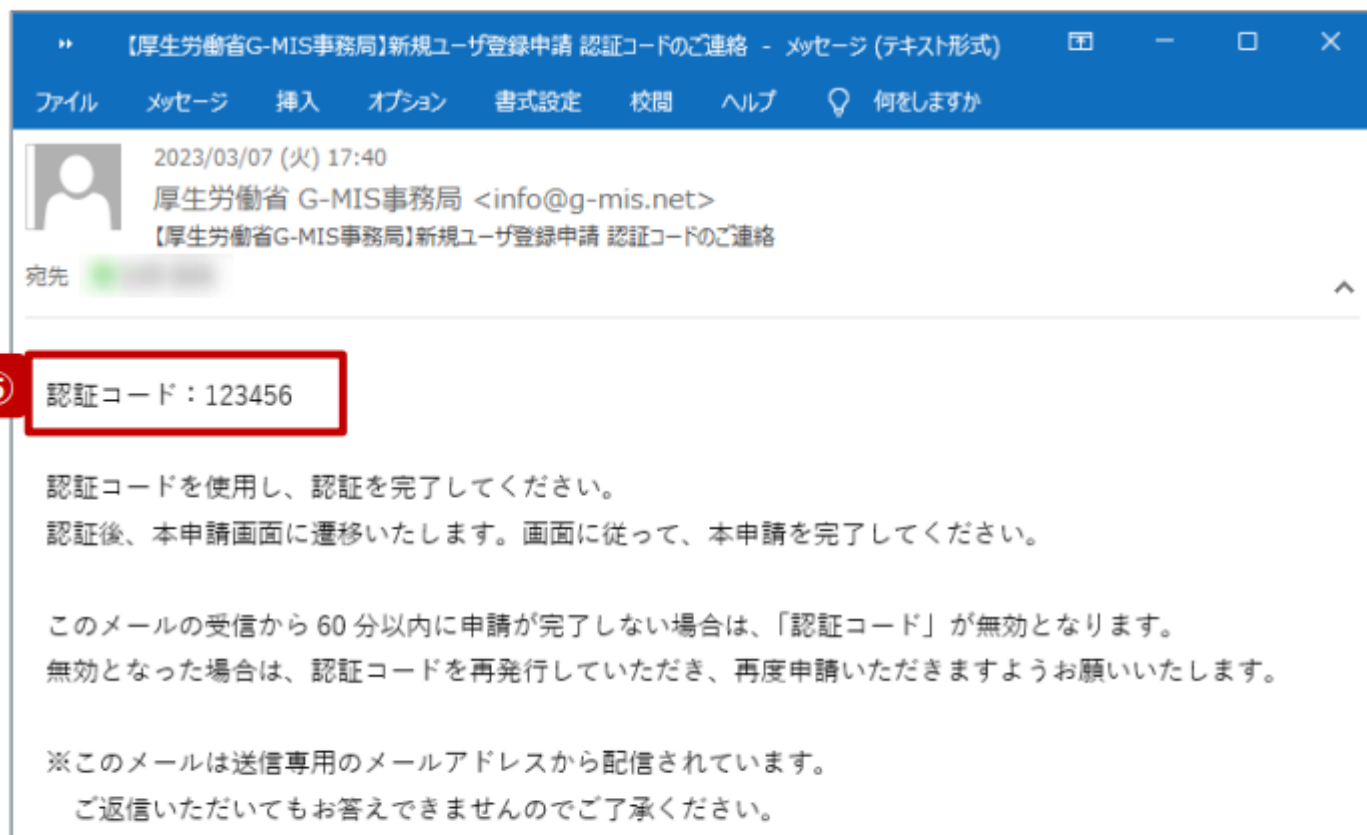 【厚生労働省G-MIS事務局】新規ユーザ登録申請 認証コードのご連絡 - メッセージ (テキスト形式)
ファイル メッセージ 挿入 オプション 書式設定 校閲 ヘルプ 何をしますか
2023/03/07 (火) 17:40
厚生労働省 G-MIS事務局 <info@g-mis.net>
【厚生労働省G-MIS事務局】新規ユーザ登録申請 認証コードのご連絡
宛先
認証コード：123456
認証コードを使用し、認証を完了してください。
認証後、本申請画面に遷移いたします。画面に従って、本申請を完了してください。
このメールの受信から 60 分以内に申請が完了しない場合は、「認証コード」が無効となります。
無効となった場合は、認証コードを再発行していただき、再度申請いただきますようお願いいたします。
※このメールは送信専用のメールアドレスから配信されています。
ご返信いただいてもお答えできませんのでご了承ください。